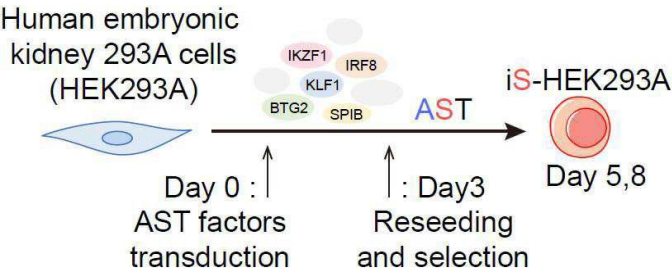 Human embryonic
kidney 293A cells
(HEK293A)
IKZF1
IRF8
KLF1
BTG2
SPIB
AST
iS-HEK293A
Day 5,8
Day 0 :
AST factors
transduction
: Day3
Reseeding
and selection